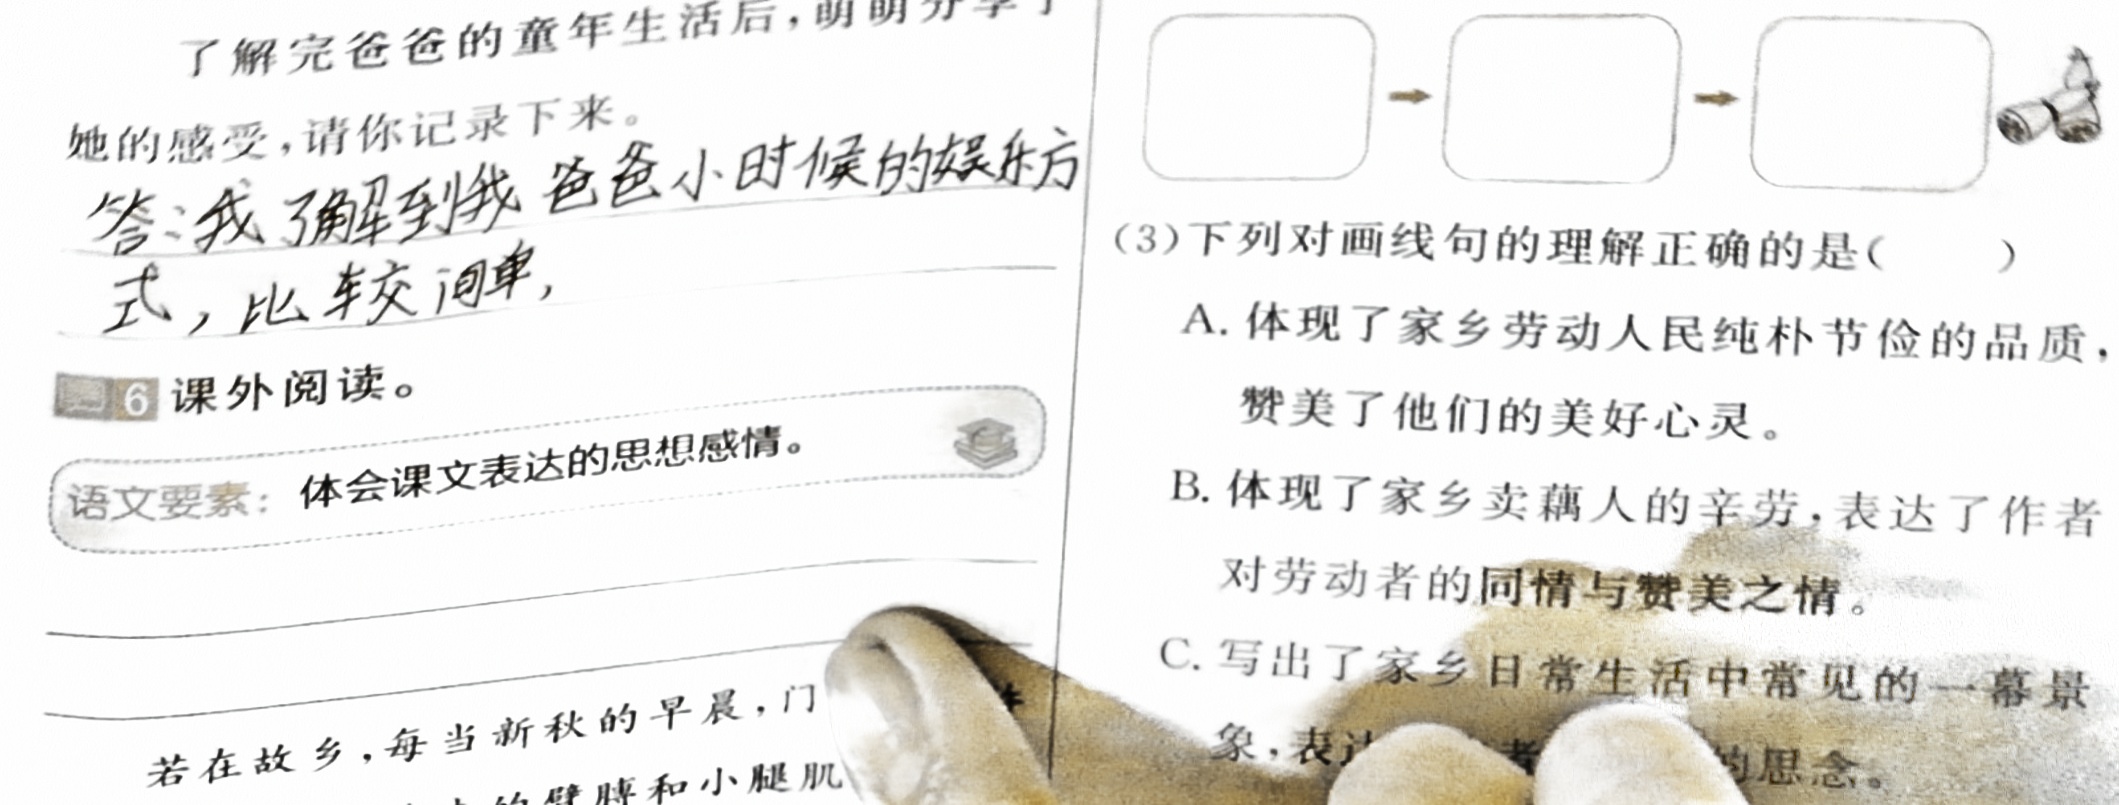 了解完爸爸的童年生活后，萌萌分享了
她的感受，请你记录下来。
答：我了解到我爸爸小时候的娱乐方
式，比较简单，
6 课外阅读。
语文要素：体会课文表达的思想感情。
若在故乡，每当新秋的早晨，门
的臂膊和小腿肌
(3)下列对画线句的理解正确的是(　　)
A. 体现了家乡劳动人民纯朴节俭的品质，
赞美了他们的美好心灵。
B. 体现了家乡卖藕人的辛劳，表达了作者
对劳动者的同情与赞美之情。
C. 写出了家乡日常生活中常见的一幕景
象，表达 者 的思念。